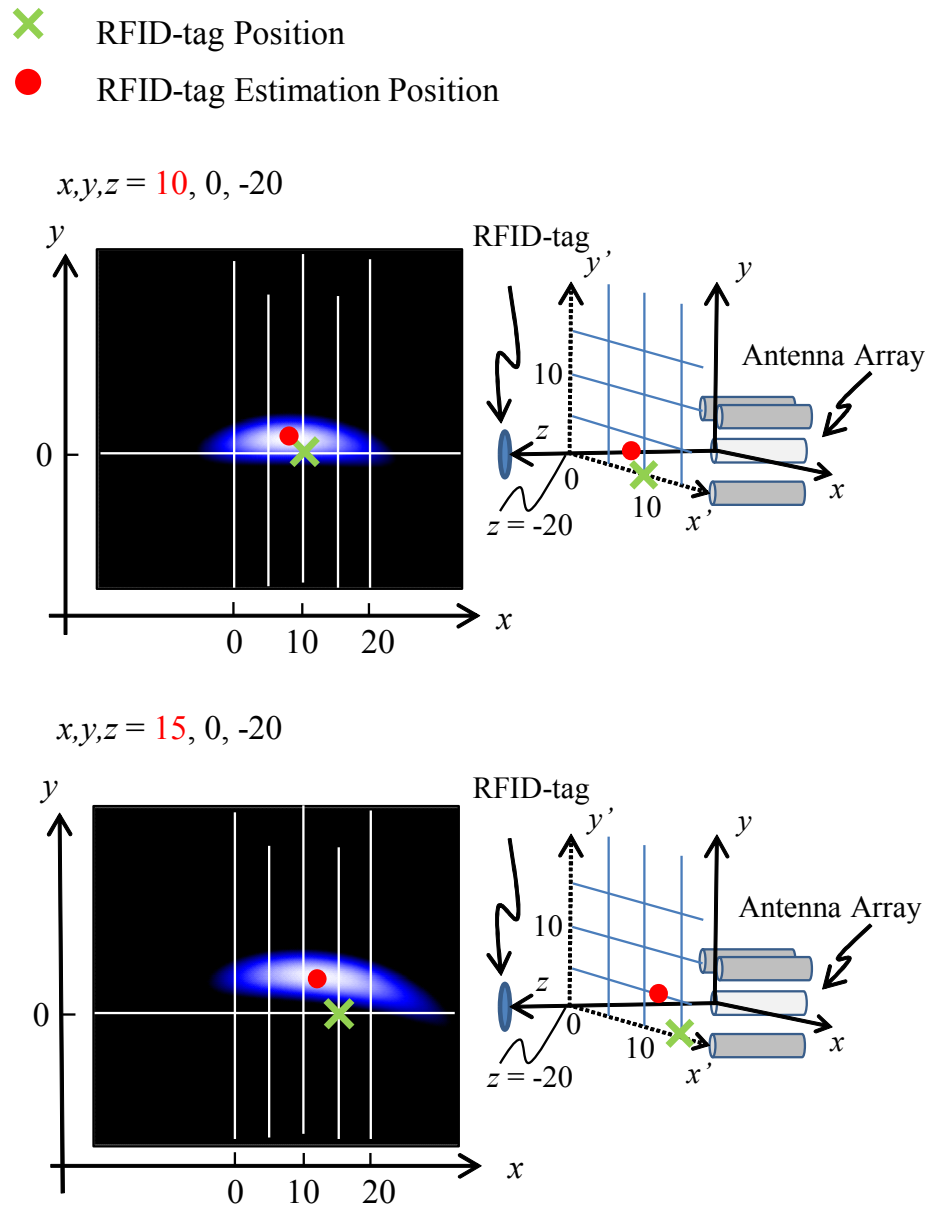 RFID-tag Position
RFID-tag Estimation Position
x,y,z = 10, 0, -20
y
0
0 10 20
x
RFID-tag
y’
y
Antenna Array
10
z
0
10
x
z = -20
x’
x,y,z = 15, 0, -20
y
0
0 10 20
x
RFID-tag
y’
y
Antenna Array
10
z
0
10
x
z = -20
x’